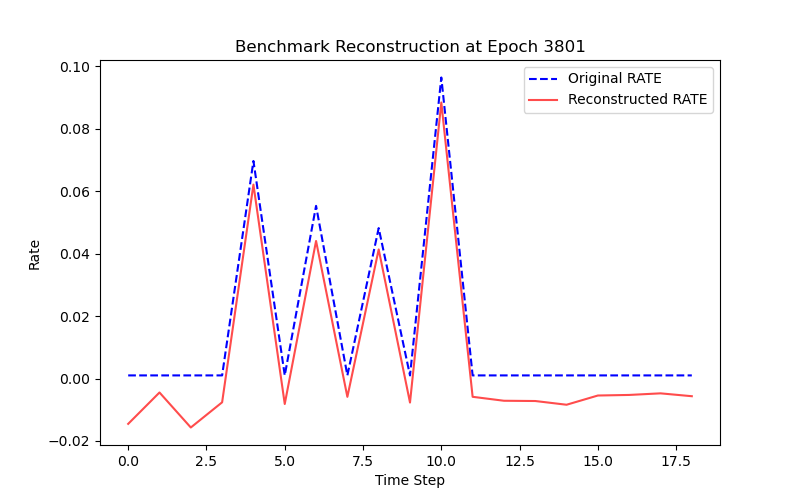 Benchmark Reconstruction at Epoch 3801
Original RATE
Reconstructed RATE
Rate
0.10
0.08
0.06
0.04
0.02
0.00
−0.02
0.0 2.5 5.0 7.5 10.0 12.5 15.0 17.5
Time Step